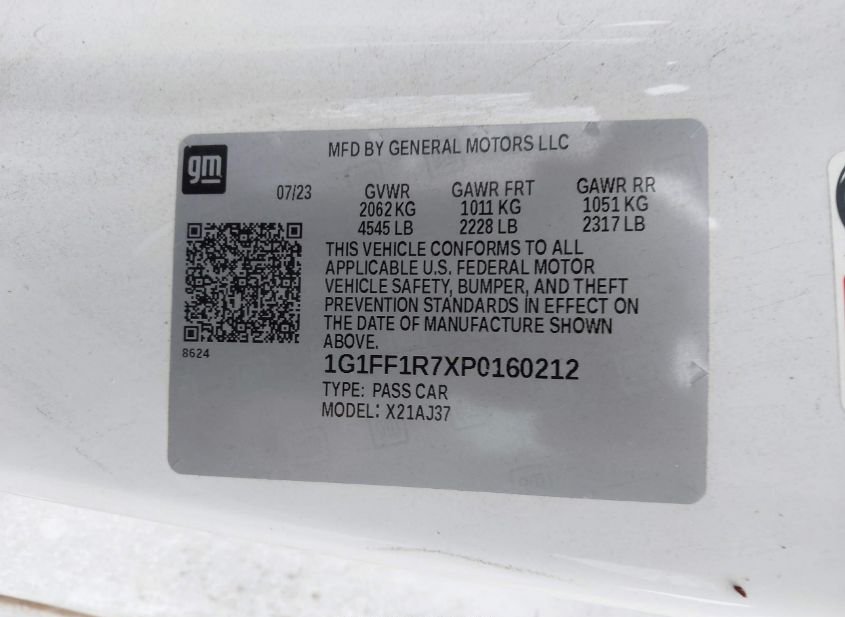 gm
MFD BY GENERAL MOTORS LLC
07/23 GVWR GAWR FRT GAWR RR
2062 KG 1011 KG 1051 KG
4545 LB 2228 LB 2317 LB
THIS VEHICLE CONFORMS TO ALL
APPLICABLE U.S. FEDERAL MOTOR
VEHICLE SAFETY, BUMPER, AND THEFT
PREVENTION STANDARDS IN EFFECT ON
THE DATE OF MANUFACTURE SHOWN
ABOVE.
8624
1G1FF1R7XP0160212
TYPE: PASS CAR
MODEL: X21AJ37